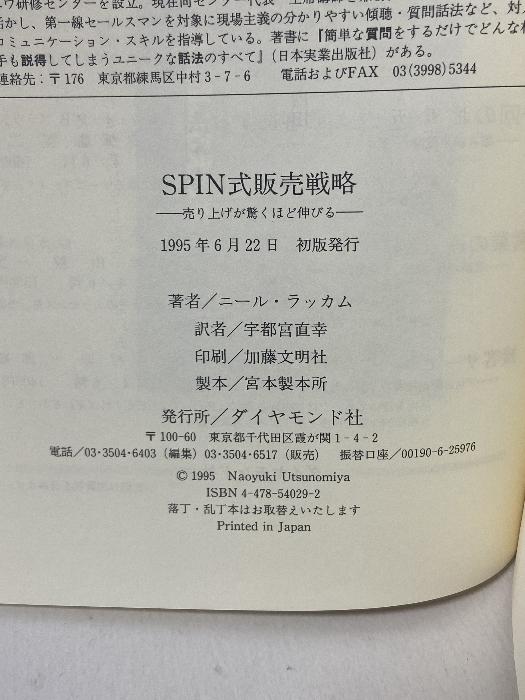 ワ研修センターを設立。現在同センター代表・主席講師
活かし、第一線セールスマンを対象に現場主義の分かりやすい傾聴・質問話法など、対人
コミュニケーション・スキルを指導している。著書に『簡単な質問をするだけでどんな相
手も説得してしまうユニークな話法のすべて』(日本実業出版社)がある。
連絡先:〒176 東京都練馬区中村3-7-6 電話およびFAX 03(3998)5344
SPIN式販売戦略
——売り上げが驚くほど伸びる——
1995年6月22日 初版発行
著者/ニール・ラッカム
訳者/宇都宮直幸
印刷/加藤文明社
製本/宮本製本所
発行所/ダイヤモンド社
〒100-60 東京都千代田区霞が関1-4-2
電話/03・3504・6403(編集)03・3504・6517(販売) 振替口座/00190-6-25976
© 1995 Naoyuki Utsunomiya
ISBN 4-478-54029-2
落丁・乱丁本はお取替えいたします
Printed in Japan